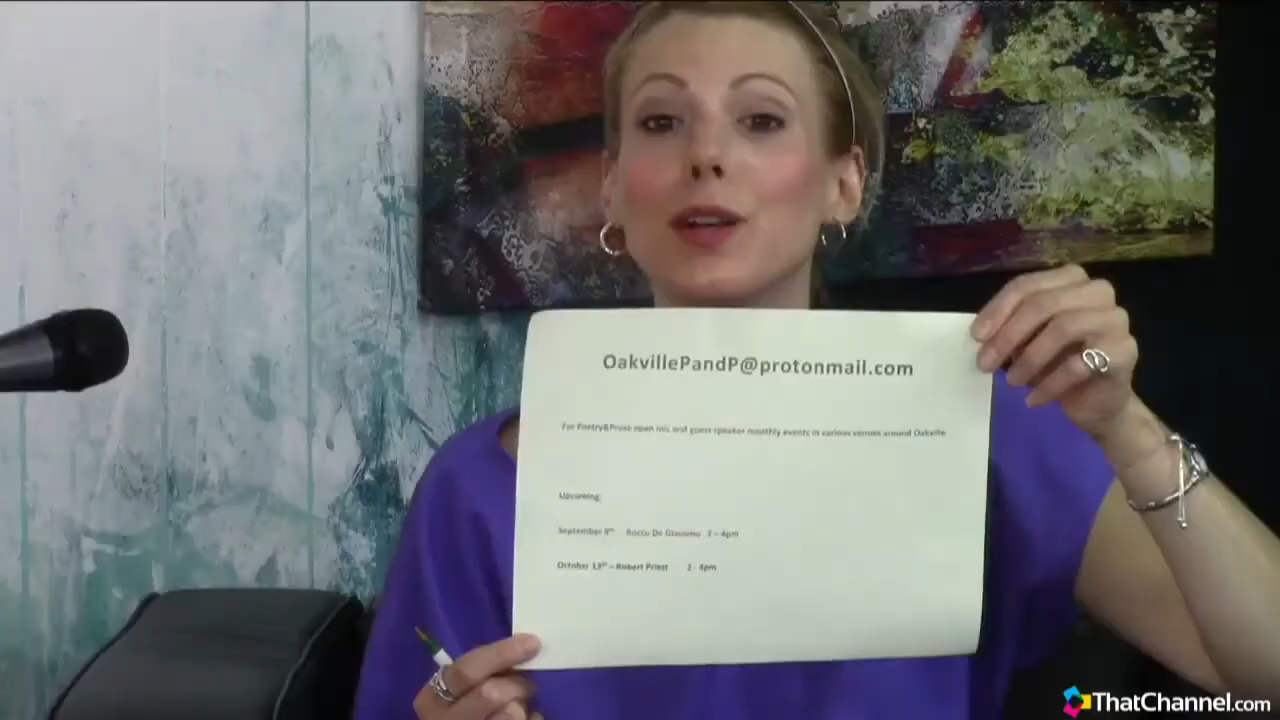 OakvillePandP@protonmail.com
For Poetry&Prose open mic and guest speaker monthly events in various venues around Oakville
Upcoming:
September 8th Rocco De Giacomo 2 – 4pm
October 13th – Robert Priest 2 - 4pm
ThatChannel.com